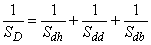 1/S_D = 1/S_dh + 1/S_dd + 1/S_db